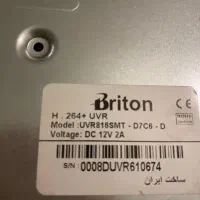 Briton
H . 264+ UVR
Model :UVR816SMT - D7C6 - D
Voltage: DC 12V 2A
CE
S/N : 0008DUVR610674
ساخت ایران